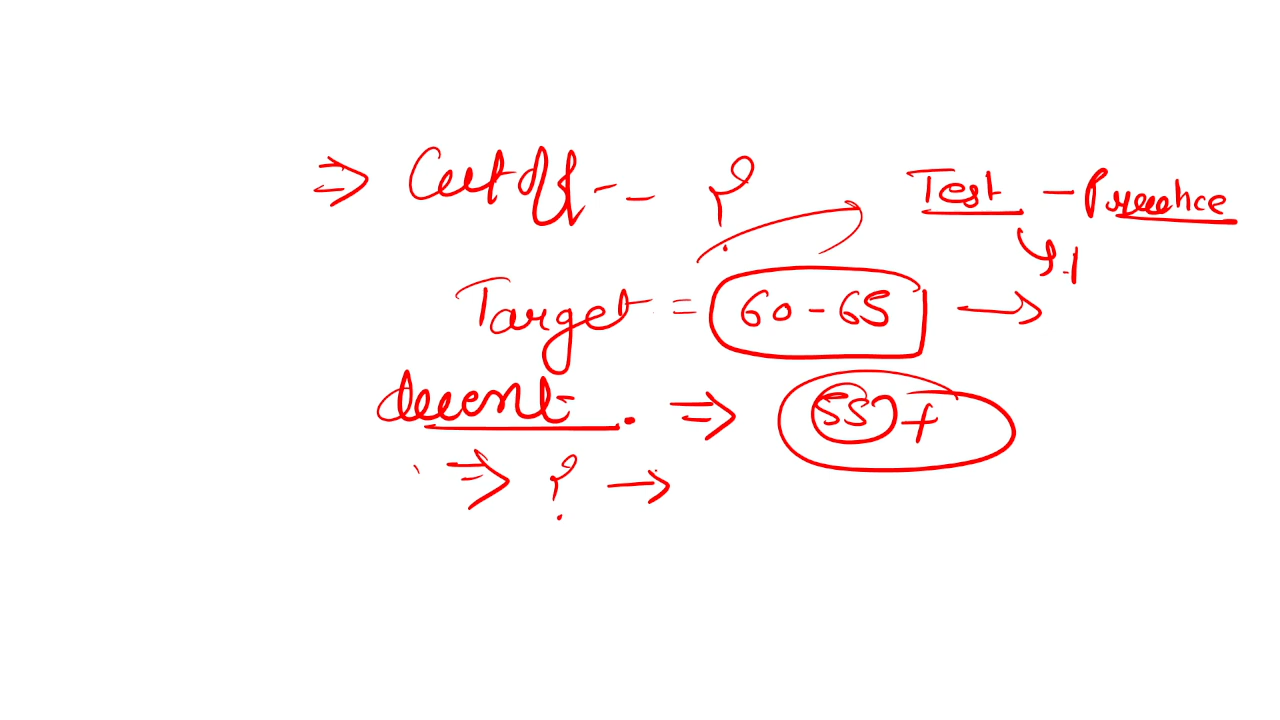 ⇒ Cutoff -- ?
Test - Practice
Target = 60-65 →
decent. ⇒ 55+
⇒ ? →